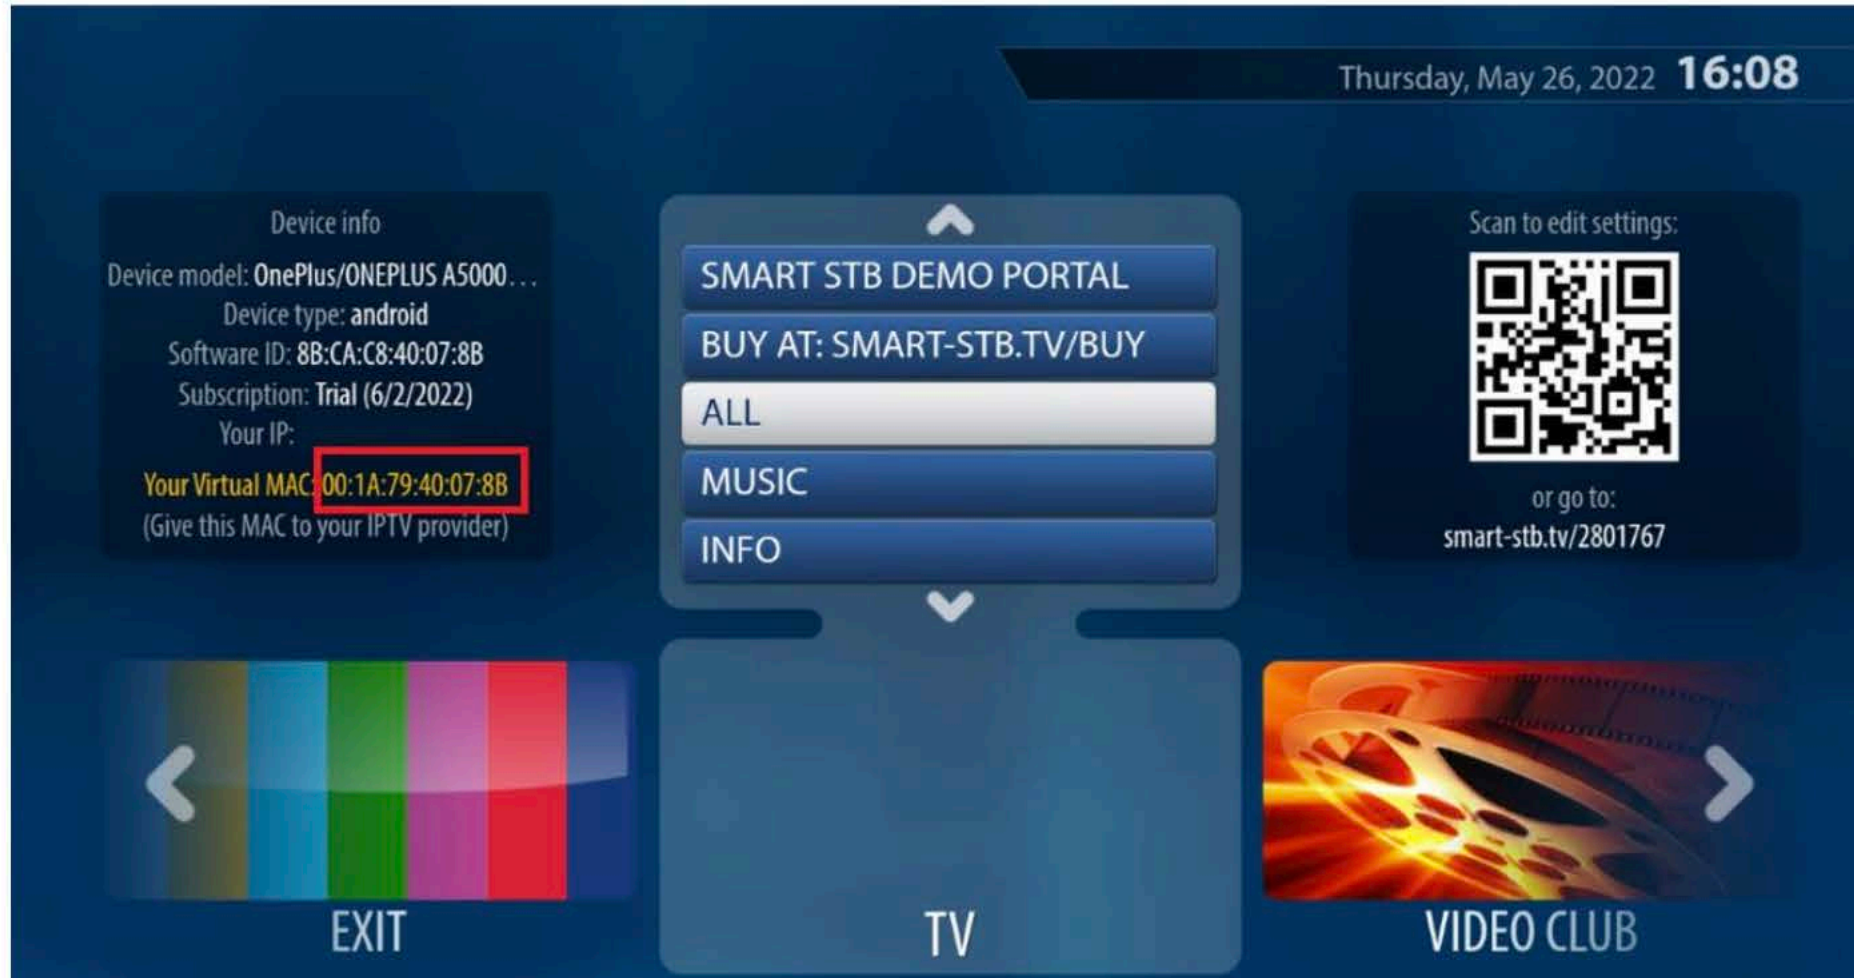 Thursday, May 26, 2022 16:08
Device info
Device model: OnePlus/ONEPLUS A5000...
Device type: android
Software ID: 8B:CA:C8:40:07:8B
Subscription: Trial (6/2/2022)
Your IP:
Your Virtual MAC: 00:1A:79:40:07:8B
(Give this MAC to your IPTV provider)
SMART STB DEMO PORTAL
BUY AT: SMART-STB.TV/BUY
ALL
MUSIC
INFO
Scan to edit settings:
or go to:
smart-stb.tv/2801767
EXIT
TV
VIDEO CLUB